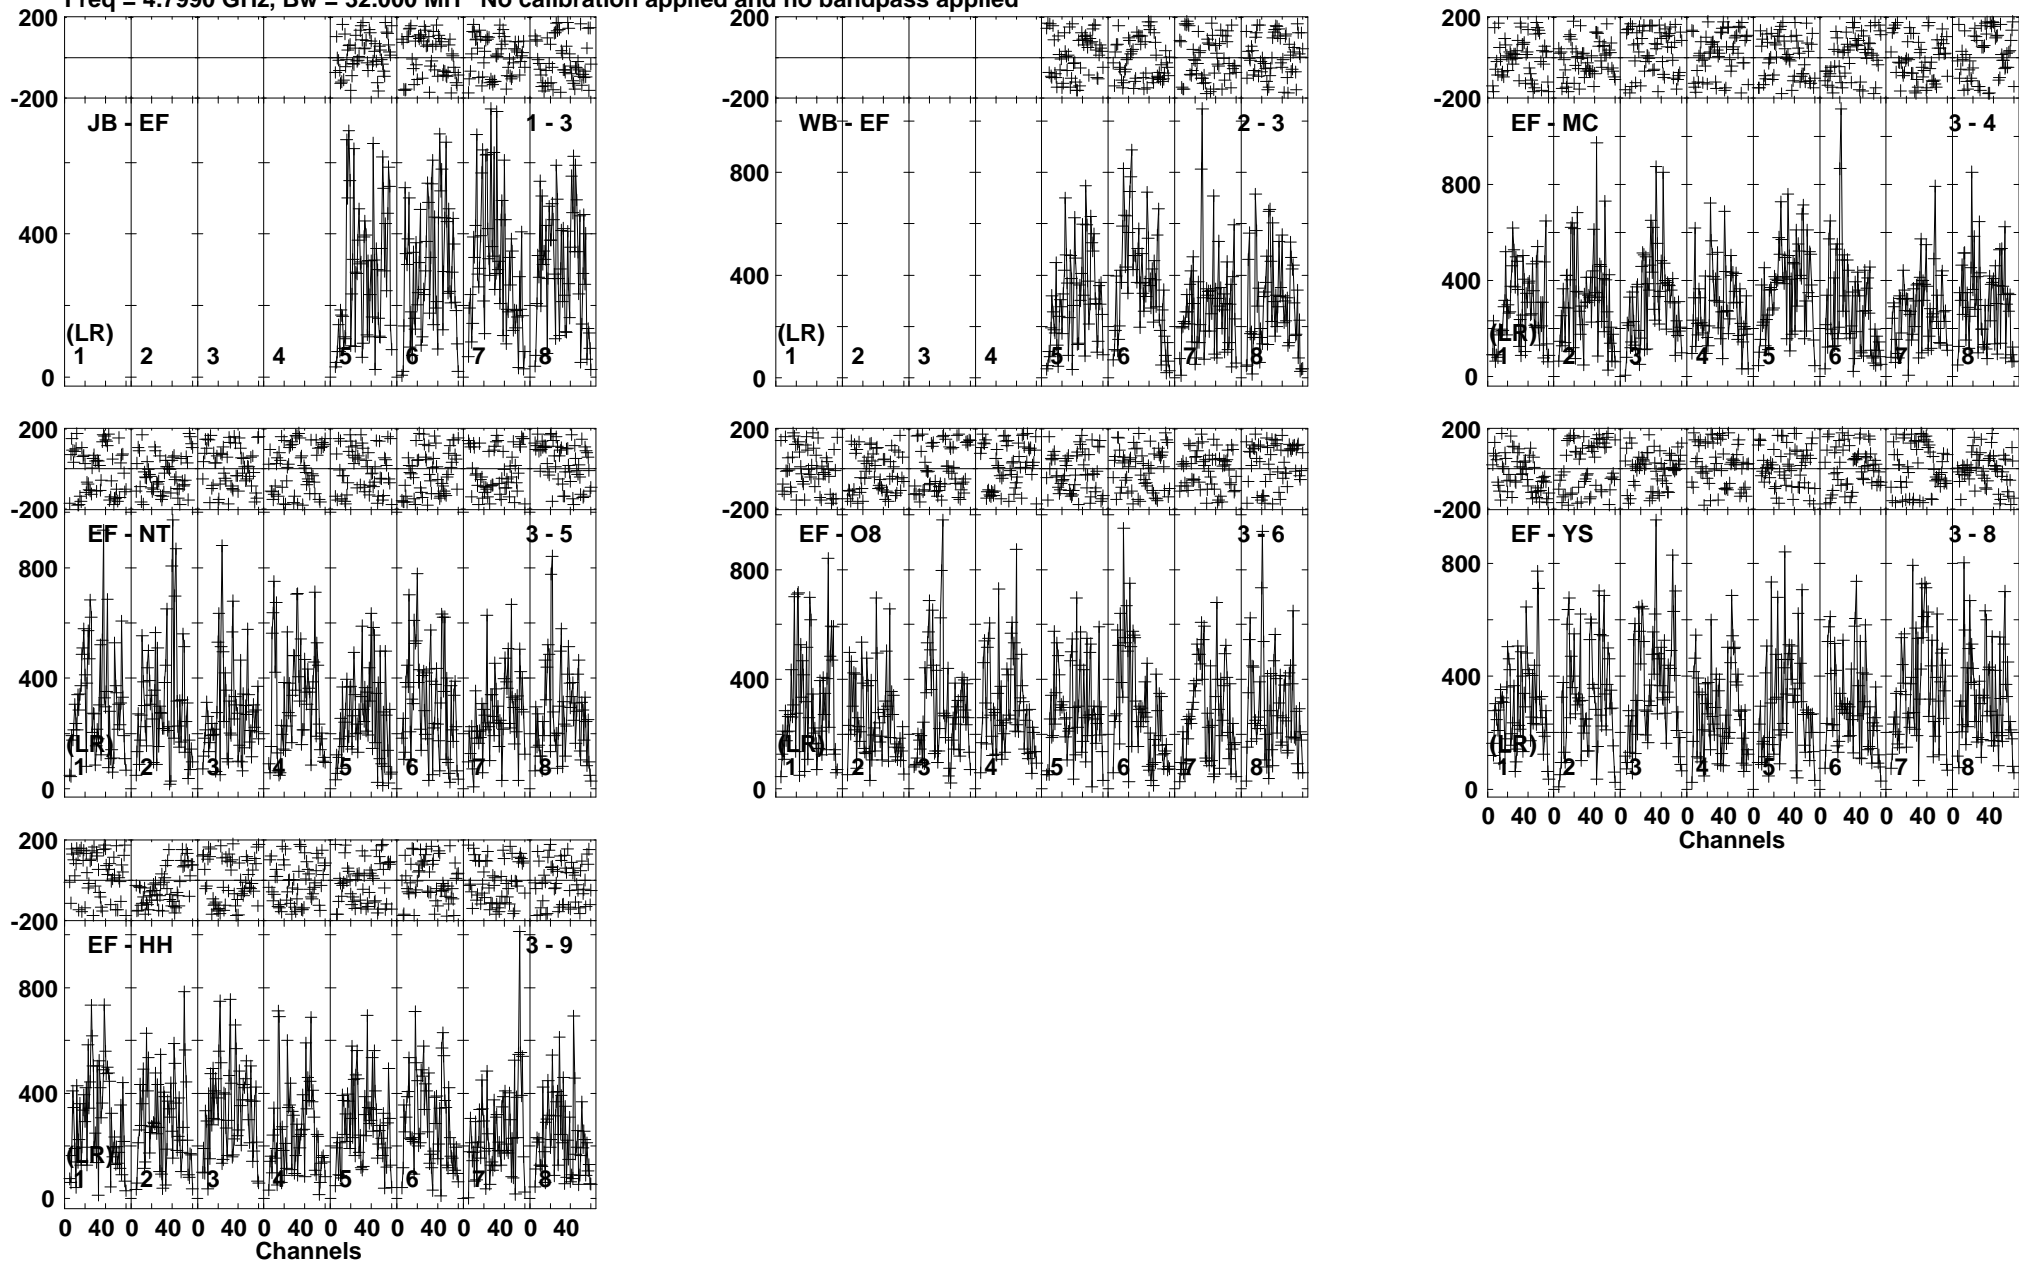 Freq = 4.7990 GHz, Bw = 32.000 MH No calibration applied and no bandpass applied
200
-200
JB - EF 1 - 3
400
0
(LR)
1 2 3 4 5 6 7 8
200
-200
WB - EF 2 - 3
800
400
0
(LR)
1 2 3 4 5 6 7 8
200
-200
EF - MC 3 - 4
800
400
0
(LR)
1 2 3 4 5 6 7 8
200
-200
EF - NT 3 - 5
800
400
0
(LR)
1 2 3 4 5 6 7 8
200
-200
EF - O8 3 - 6
800
400
0
(LR)
1 2 3 4 5 6 7 8
200
-200
EF - YS 3 - 8
800
400
0
(LR)
1 2 3 4 5 6 7 8
0 40 0 40 0 40 0 40 0 40 0 40 0 40 0 40
Channels
200
-200
EF - HH 3 - 9
800
400
0
(LR)
1 2 3 4 5 6 7 8
0 40 0 40 0 40 0 40 0 40 0 40 0 40 0 40
Channels